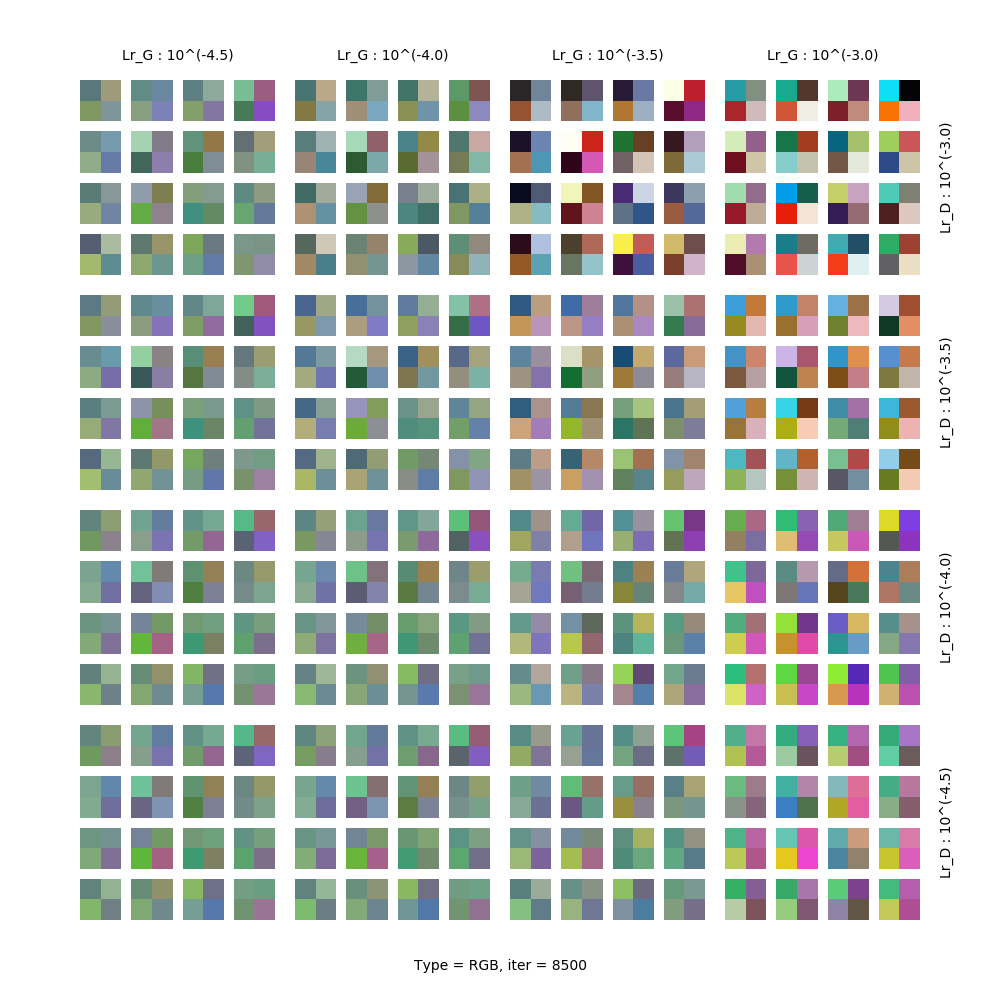 Lr_G : 10^(-4.5)
Lr_G : 10^(-4.0)
Lr_G : 10^(-3.5)
Lr_G : 10^(-3.0)
Lr_D : 10^(-3.0)
Lr_D : 10^(-3.5)
Lr_D : 10^(-4.0)
Lr_D : 10^(-4.5)
Type = RGB, iter = 8500